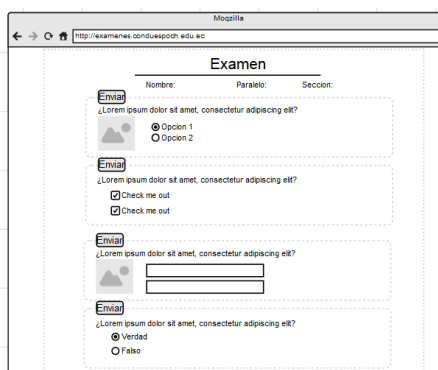 Moqzilla
http://examenes.conduespoch.edu.ec
Examen
Nombre: Paralelo: Seccion:
Enviar
¿Lorem ipsum dolor sit amet, consectetur adipiscing elit?
Opcion 1
Opcion 2
Enviar
¿Lorem ipsum dolor sit amet, consectetur adipiscing elit?
Check me out
Check me out
Enviar
¿Lorem ipsum dolor sit amet, consectetur adipiscing elit?
Enviar
¿Lorem ipsum dolor sit amet, consectetur adipiscing elit?
Verdad
Falso